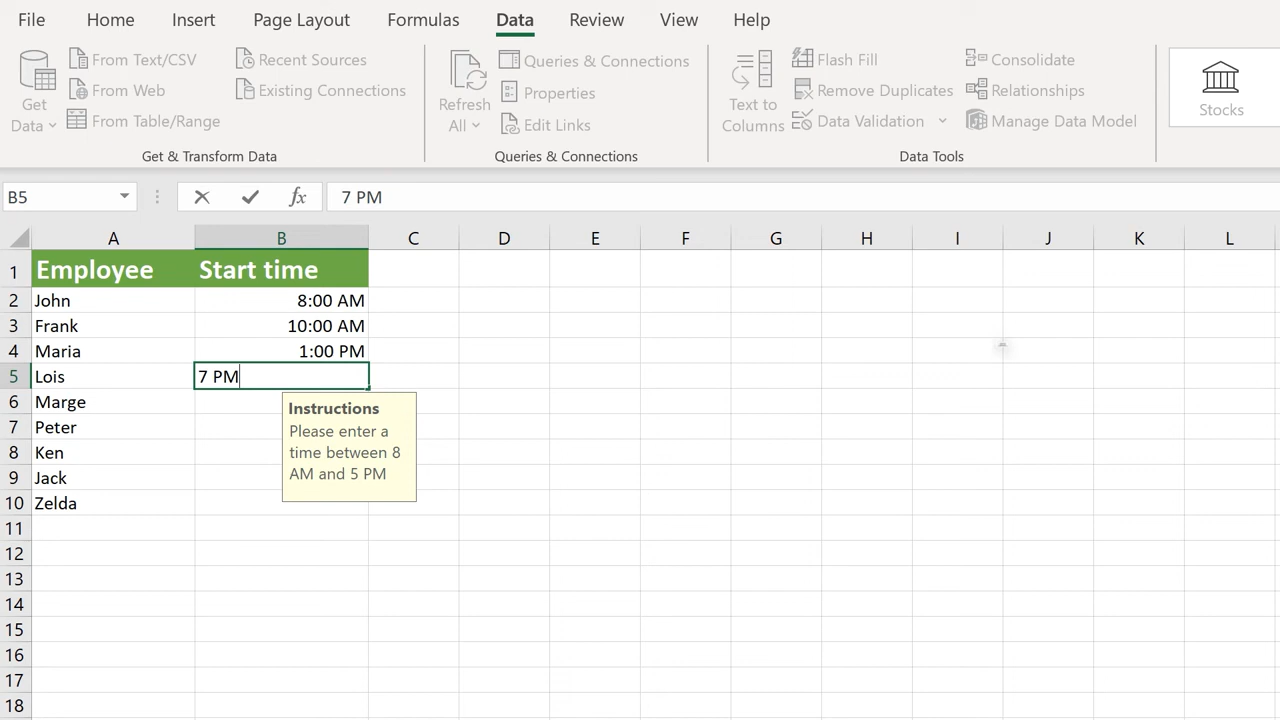 File Home Insert Page Layout Formulas Data Review View Help
Get Data
From Text/CSV
From Web
From Table/Range
Recent Sources
Existing Connections
Get & Transform Data
Refresh All
Queries & Connections
Properties
Edit Links
Queries & Connections
Text to Columns
Flash Fill
Remove Duplicates
Data Validation
Consolidate
Relationships
Manage Data Model
Data Tools
Stocks
B5 fx 7 PM
A B C D E F G H I J K L
1 Employee Start time
2 John 8:00 AM
3 Frank 10:00 AM
4 Maria 1:00 PM
5 Lois 7 PM
6 Marge
7 Peter
8 Ken
9 Jack
10 Zelda
Instructions
Please enter a
time between 8
AM and 5 PM
11
12
13
14
15
16
17
18